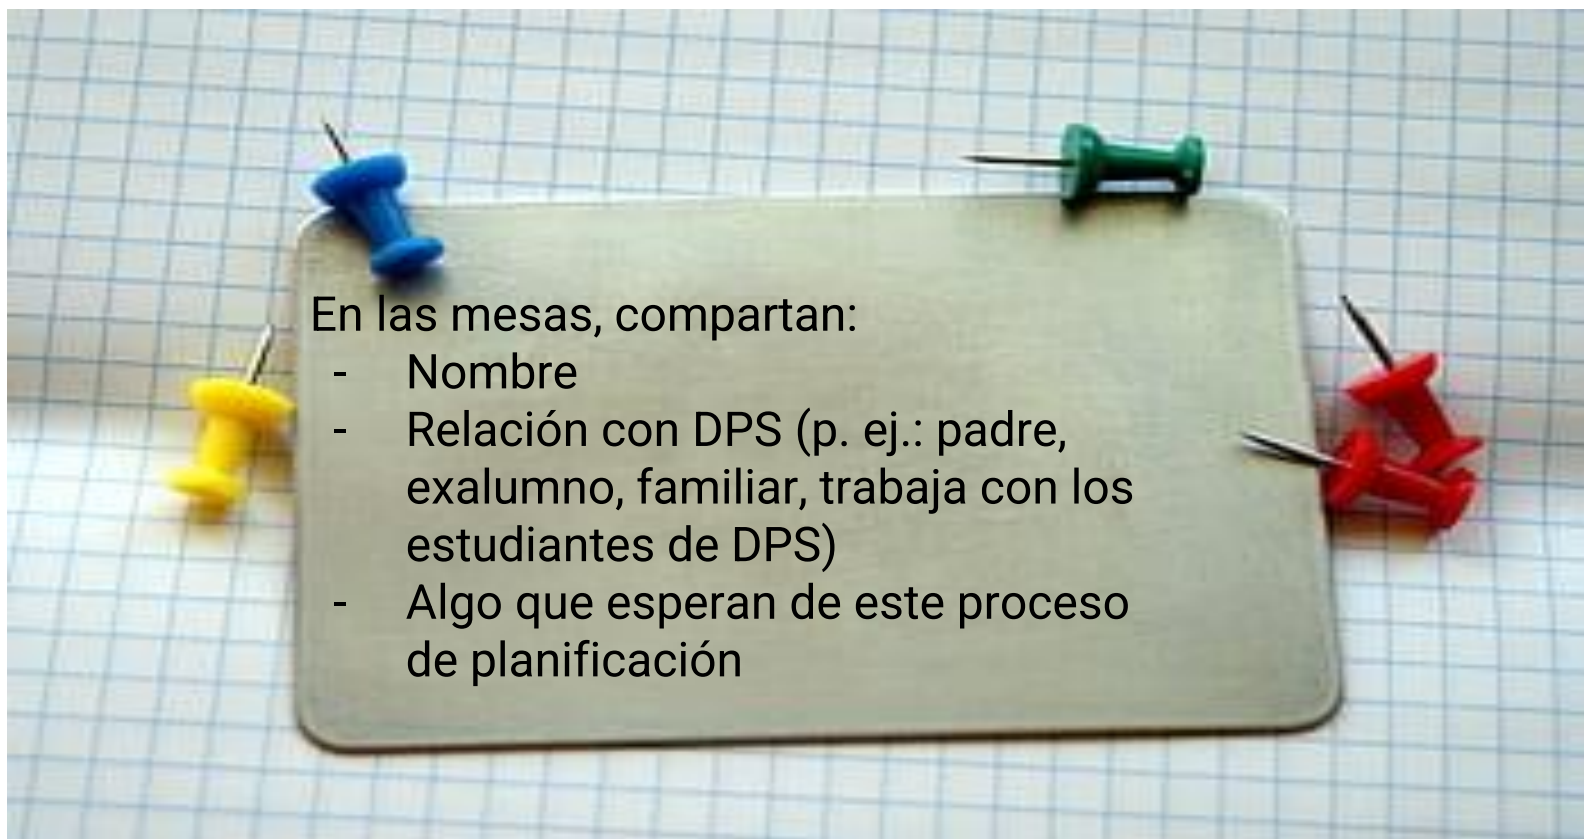 En las mesas, compartan:
- Nombre
- Relación con DPS (p. ej.: padre,
exalumno, familiar, trabaja con los
estudiantes de DPS)
- Algo que esperan de este proceso
de planificación